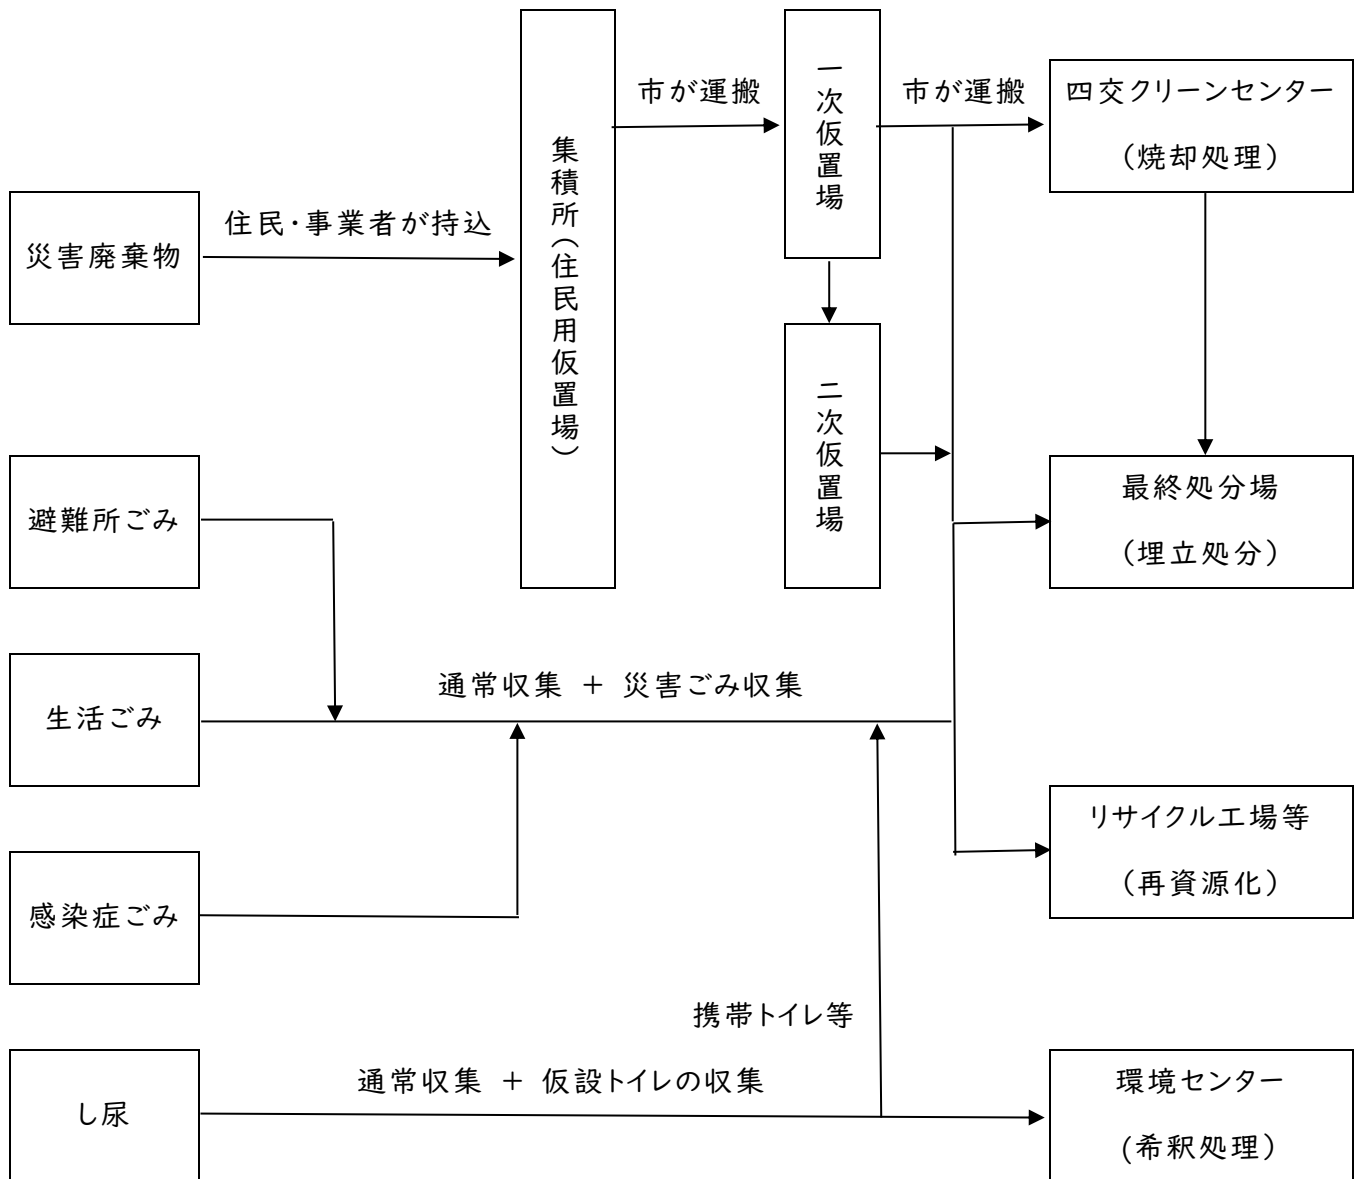 集積所(住民用仮置場)
一次仮置場
市が運搬
市が運搬
四交クリーンセンター
(焼却処理)
住民・事業者が持込
災害廃棄物
二次仮置場
避難所ごみ
最終処分場
(埋立処分)
通常収集 + 災害ごみ収集
生活ごみ
リサイクル工場等
(再資源化)
感染症ごみ
携帯トイレ等
通常収集 + 仮設トイレの収集
し尿
環境センター
(希釈処理)